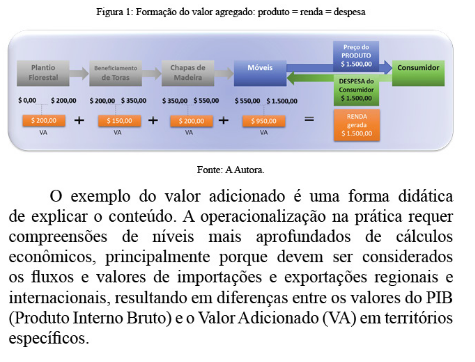 Figura 1: Formação do valor agregado: produto = renda = despesa
Plantio Florestal
Beneficiamento de Toras
Chapas de Madeira
Móveis
Preço do PRODUTO $ 1.500,00
Consumidor
DESPESA do Consumidor $ 1.500,00
$ 0,00 $ 200,00 $ 200,00 $ 350,00 $ 350,00 $ 550,00 $ 550,00 $ 1.500,00
$ 200,00 + $ 150,00 + $ 200,00 + $ 950,00 = RENDA gerada $ 1.500,00
VA VA VA VA
Fonte: A Autora.
O exemplo do valor adicionado é uma forma didática
de explicar o conteúdo. A operacionalização na prática requer
compreensões de níveis mais aprofundados de cálculos
econômicos, principalmente porque devem ser considerados
os fluxos e valores de importações e exportações regionais e
internacionais, resultando em diferenças entre os valores do PIB
(Produto Interno Bruto) e o Valor Adicionado (VA) em territórios
específicos.